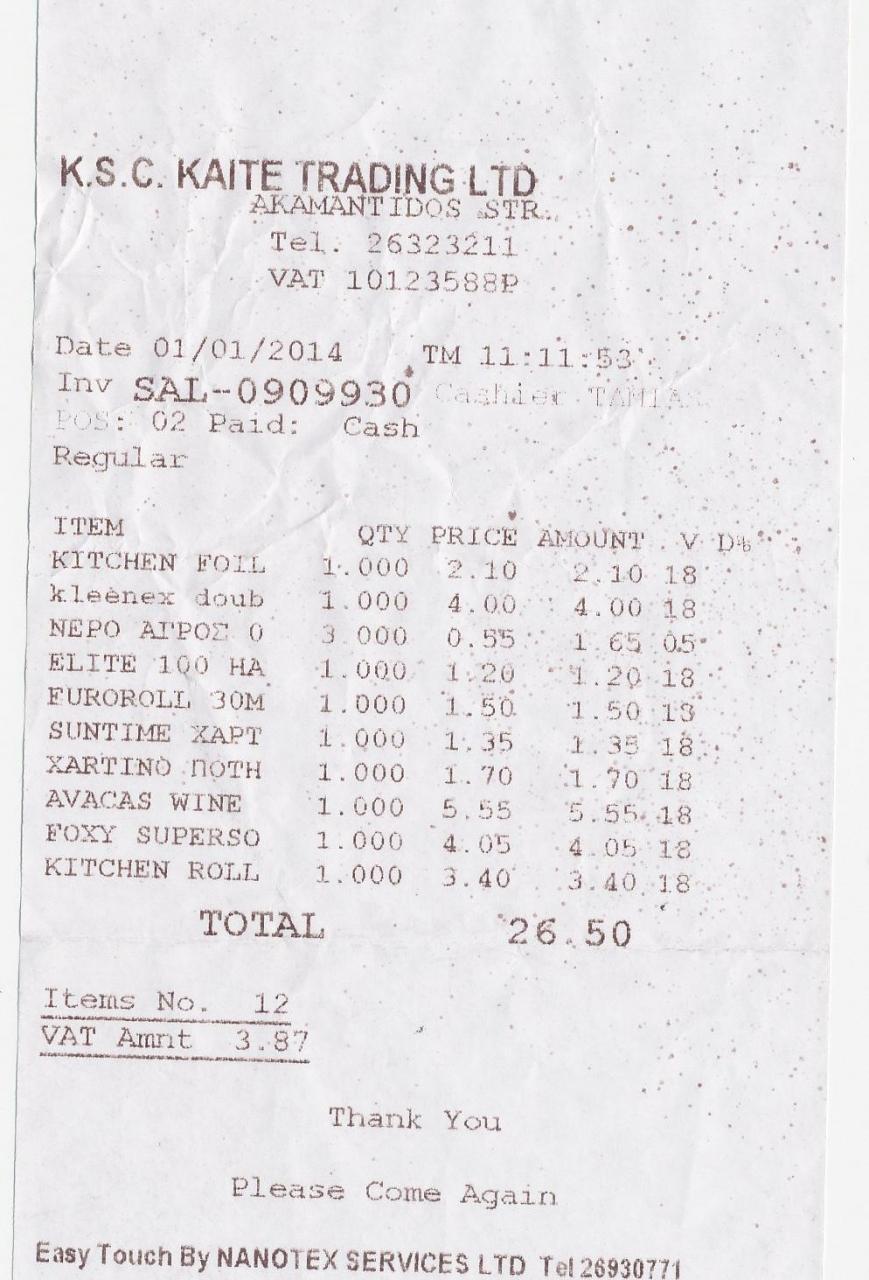 K.S.C. KAITE TRADING LTD
AKAMANTIDOS STR.
Tel. 26323211
VAT 10123588P
Date 01/01/2014 TM 11:11:53
Inv SAL-0909930 Cashier TAMIAS
POS: 02 Paid: Cash
Regular
ITEM QTY PRICE AMOUNT V D%
KITCHEN FOIL 1.000 2.10 2.10 18
kleenex doub 1.000 4.00 4.00 18
ΝΕΡΟ ΑΓΡΟΣ 0 3.000 0.55 1.65 05
ELITE 100 HA 1.000 1.20 1.20 18
EUROROLL 30M 1.000 1.50 1.50 18
SUNTIME ΧΑΡΤ 1.000 1.35 1.35 18
ΧΑRΤΙΝΟ ΠΟΤΗ 1.000 1.70 1.70 18
AVACAS WINE 1.000 5.55 5.55 18
FOXY SUPERSO 1.000 4.05 4.05 18
KITCHEN ROLL 1.000 3.40 3.40 18
TOTAL 26.50
Items No. 12
VAT Amnt 3.87
Thank You
Please Come Again
Easy Touch By NANOTEX SERVICES LTD Tel 26930771